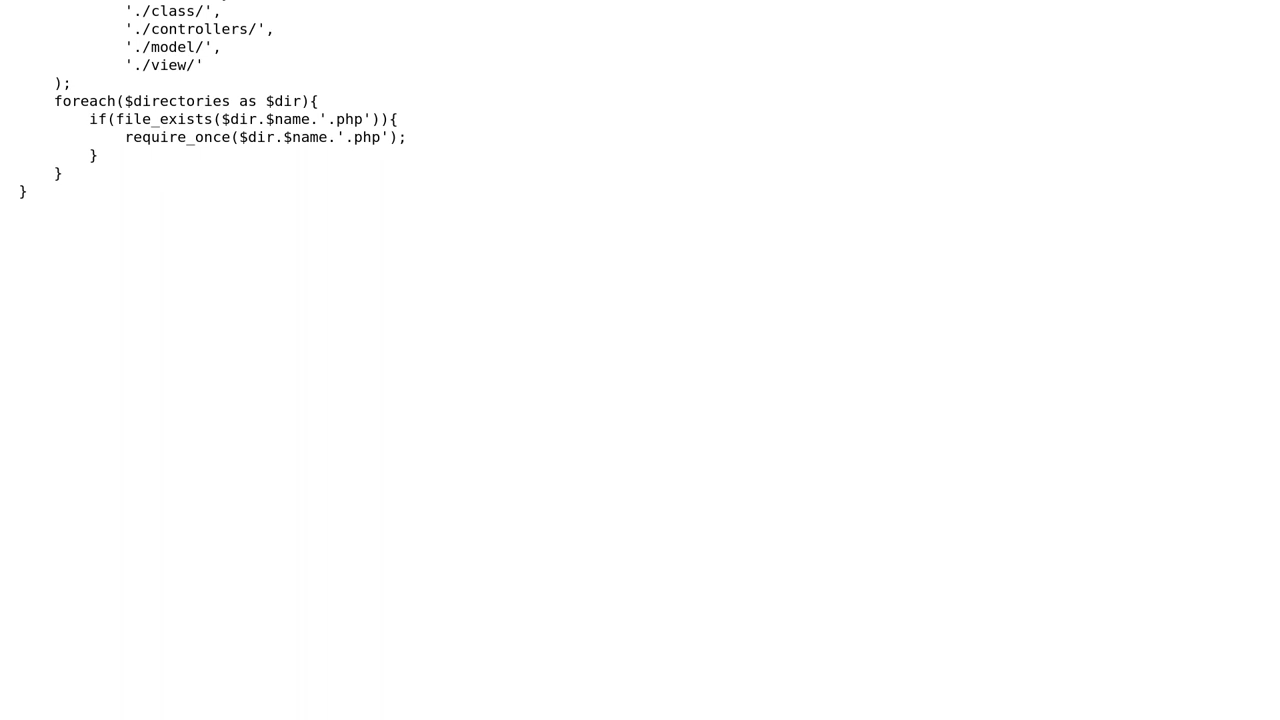 './class/',
'./controllers/',
'./model/',
'./view/'
);
foreach($directories as $dir){
if(file_exists($dir.$name.'.php')){
require_once($dir.$name.'.php');
}
}
}